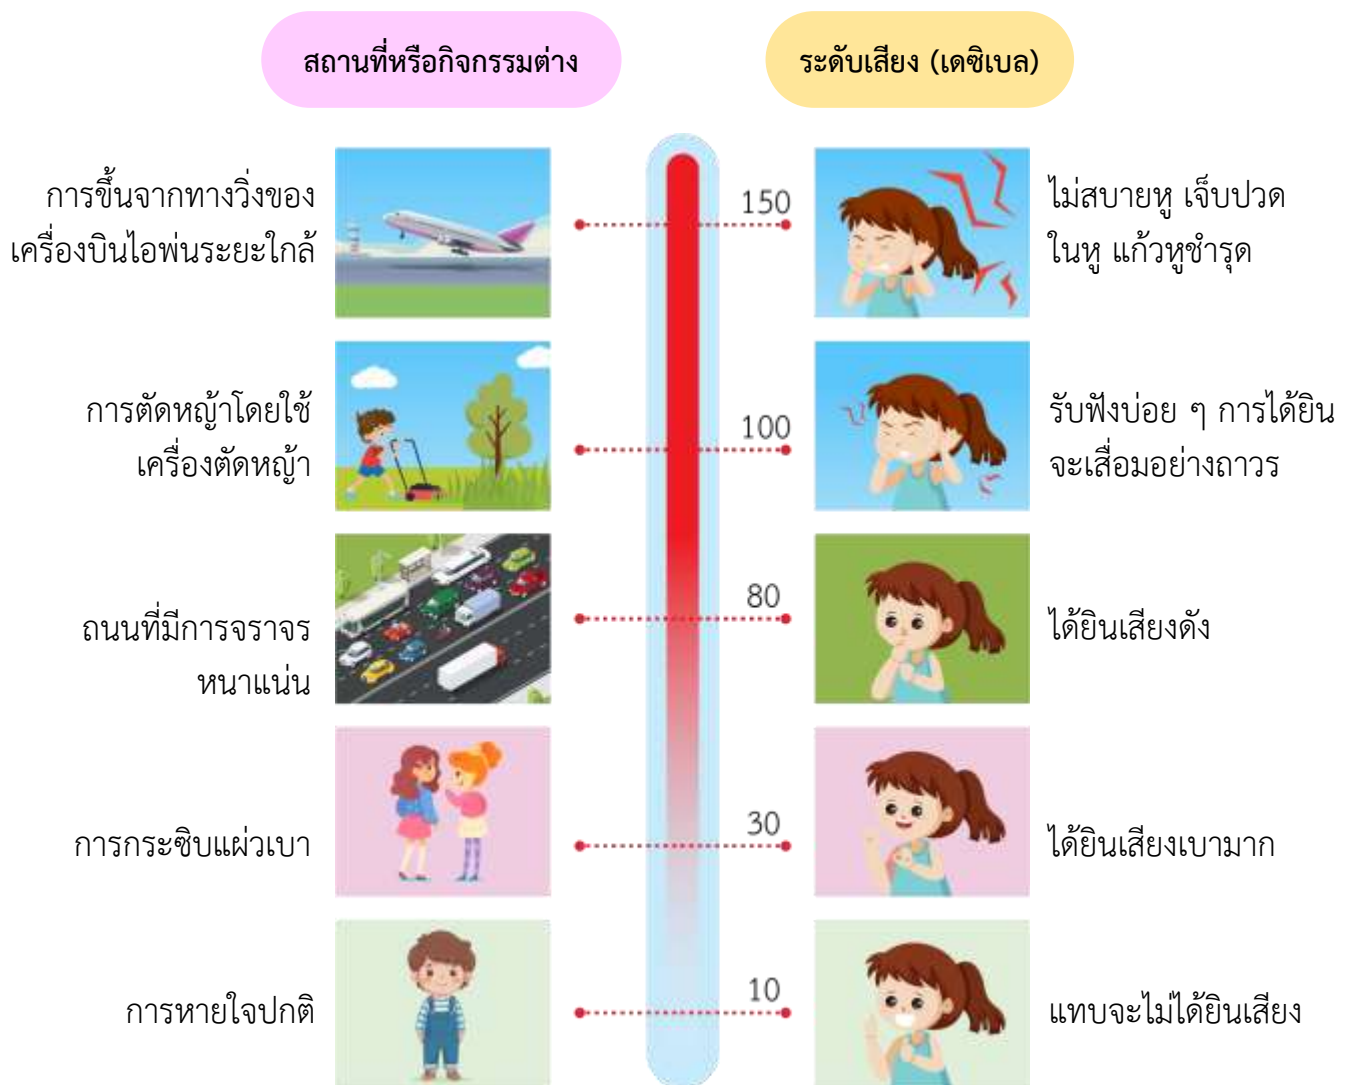 สถานที่หรือกิจกรรมต่าง
ระดับเสียง (เดซิเบล)
การขึ้นจากทางวิ่งของ
เครื่องบินไอพ่นระยะใกล้
150
ไม่สบายหู เจ็บปวด
ในหู แก้วหูชำรุด
การตัดหญ้าโดยใช้
เครื่องตัดหญ้า
100
รับฟังบ่อย ๆ การได้ยิน
จะเสื่อมอย่างถาวร
ถนนที่มีการจราจร
หนาแน่น
80
ได้ยินเสียงดัง
การกระซิบแผ่วเบา
30
ได้ยินเสียงเบามาก
การหายใจปกติ
10
แทบจะไม่ได้ยินเสียง